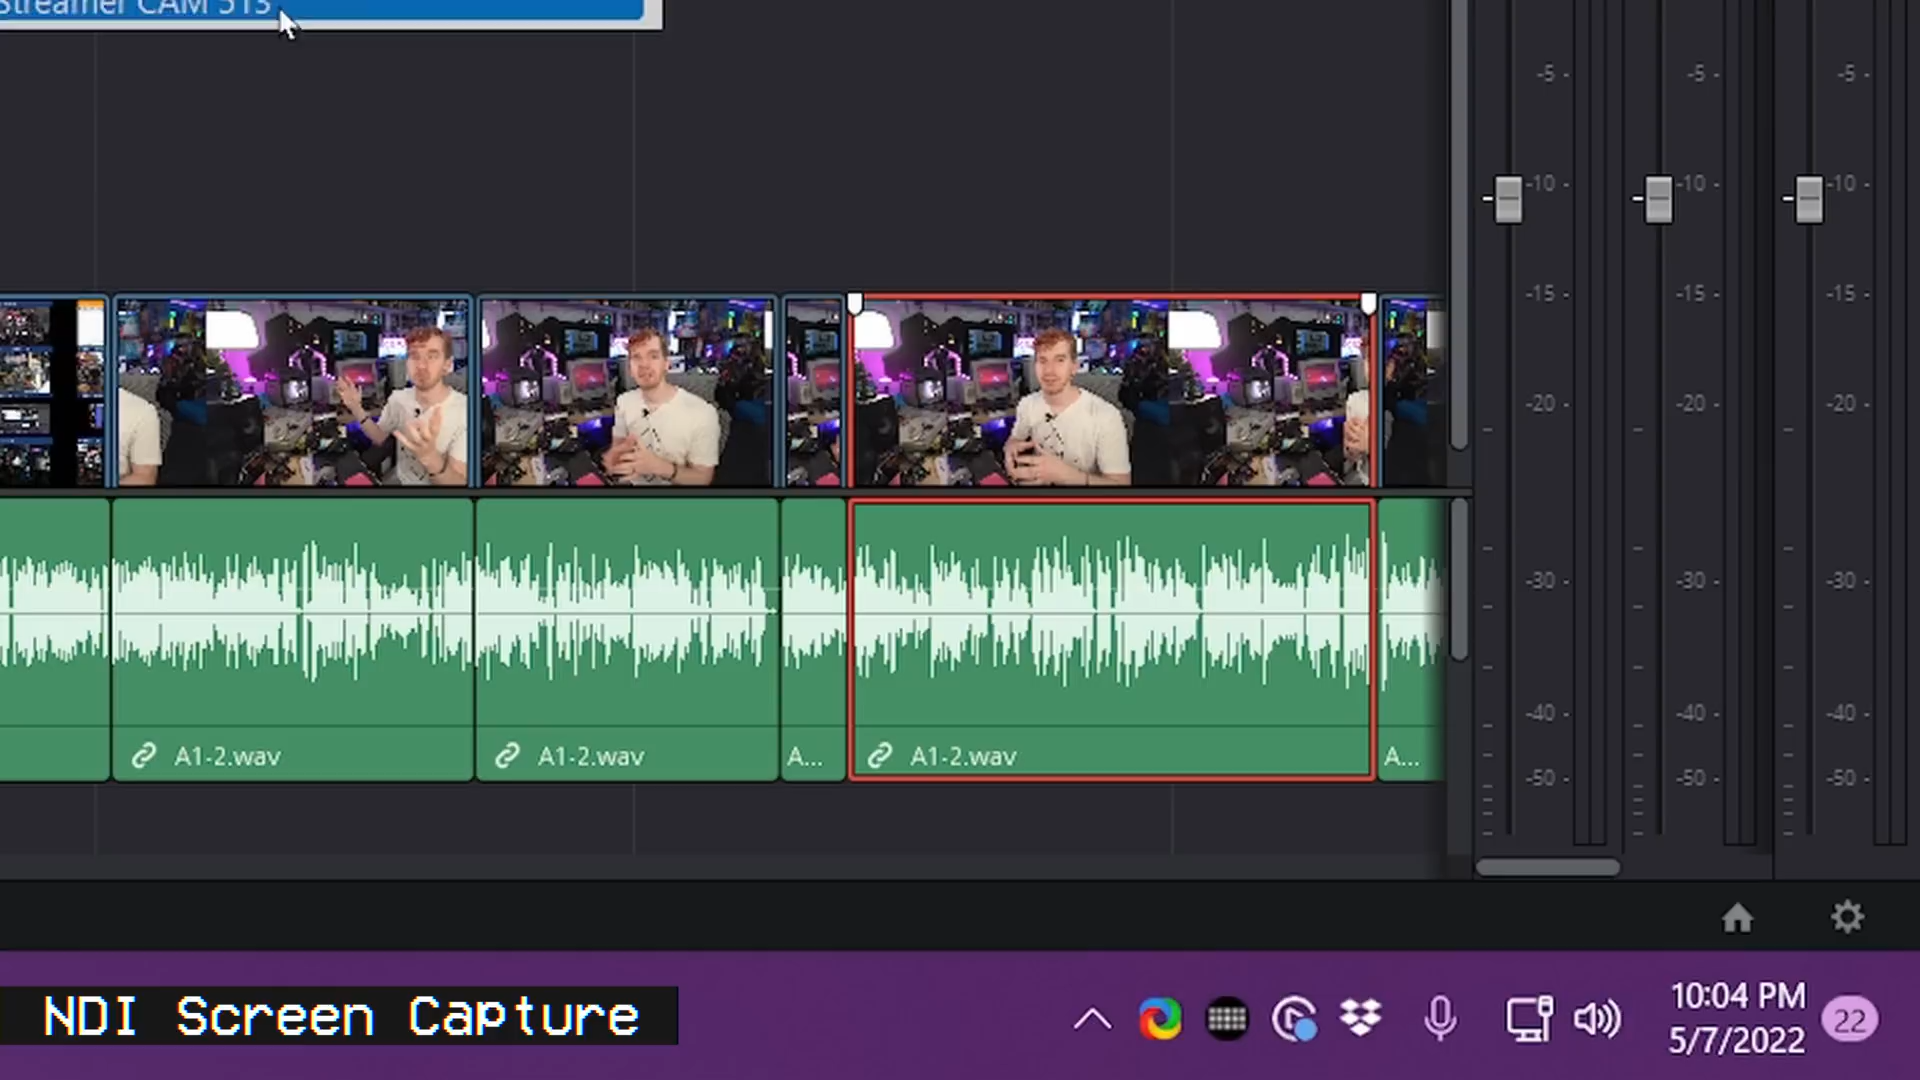 Streamer CAM 513
-5 -
-5 -
-5 -
-10 -
-10 -
-10 -
-15 -
-15 -
-15 -
-20 -
-20 -
-20 -
-30 -
-30 -
-30 -
-40 -
-40 -
-40 -
-50 -
-50 -
-50 -
A1-2.wav
A1-2.wav
A...
A1-2.wav
A...
NDI Screen Capture
10:04 PM
5/7/2022
22